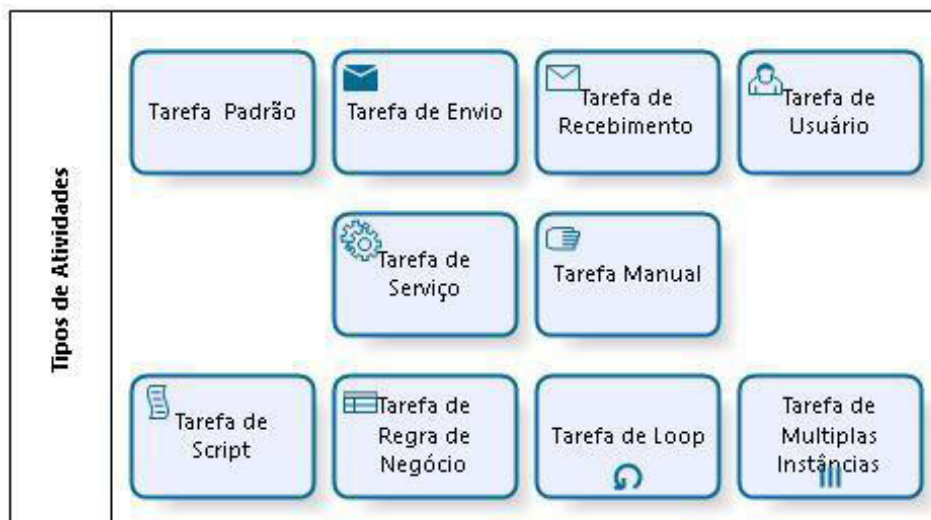 Tipos de Atividades
Tarefa Padrão
Tarefa de Envio
Tarefa de
Recebimento
Tarefa de
Usuário
Tarefa de
Serviço
Tarefa Manual
Tarefa de
Script
Tarefa de
Regra de
Negócio
Tarefa de Loop
Tarefa de
Multiplas
Instâncias